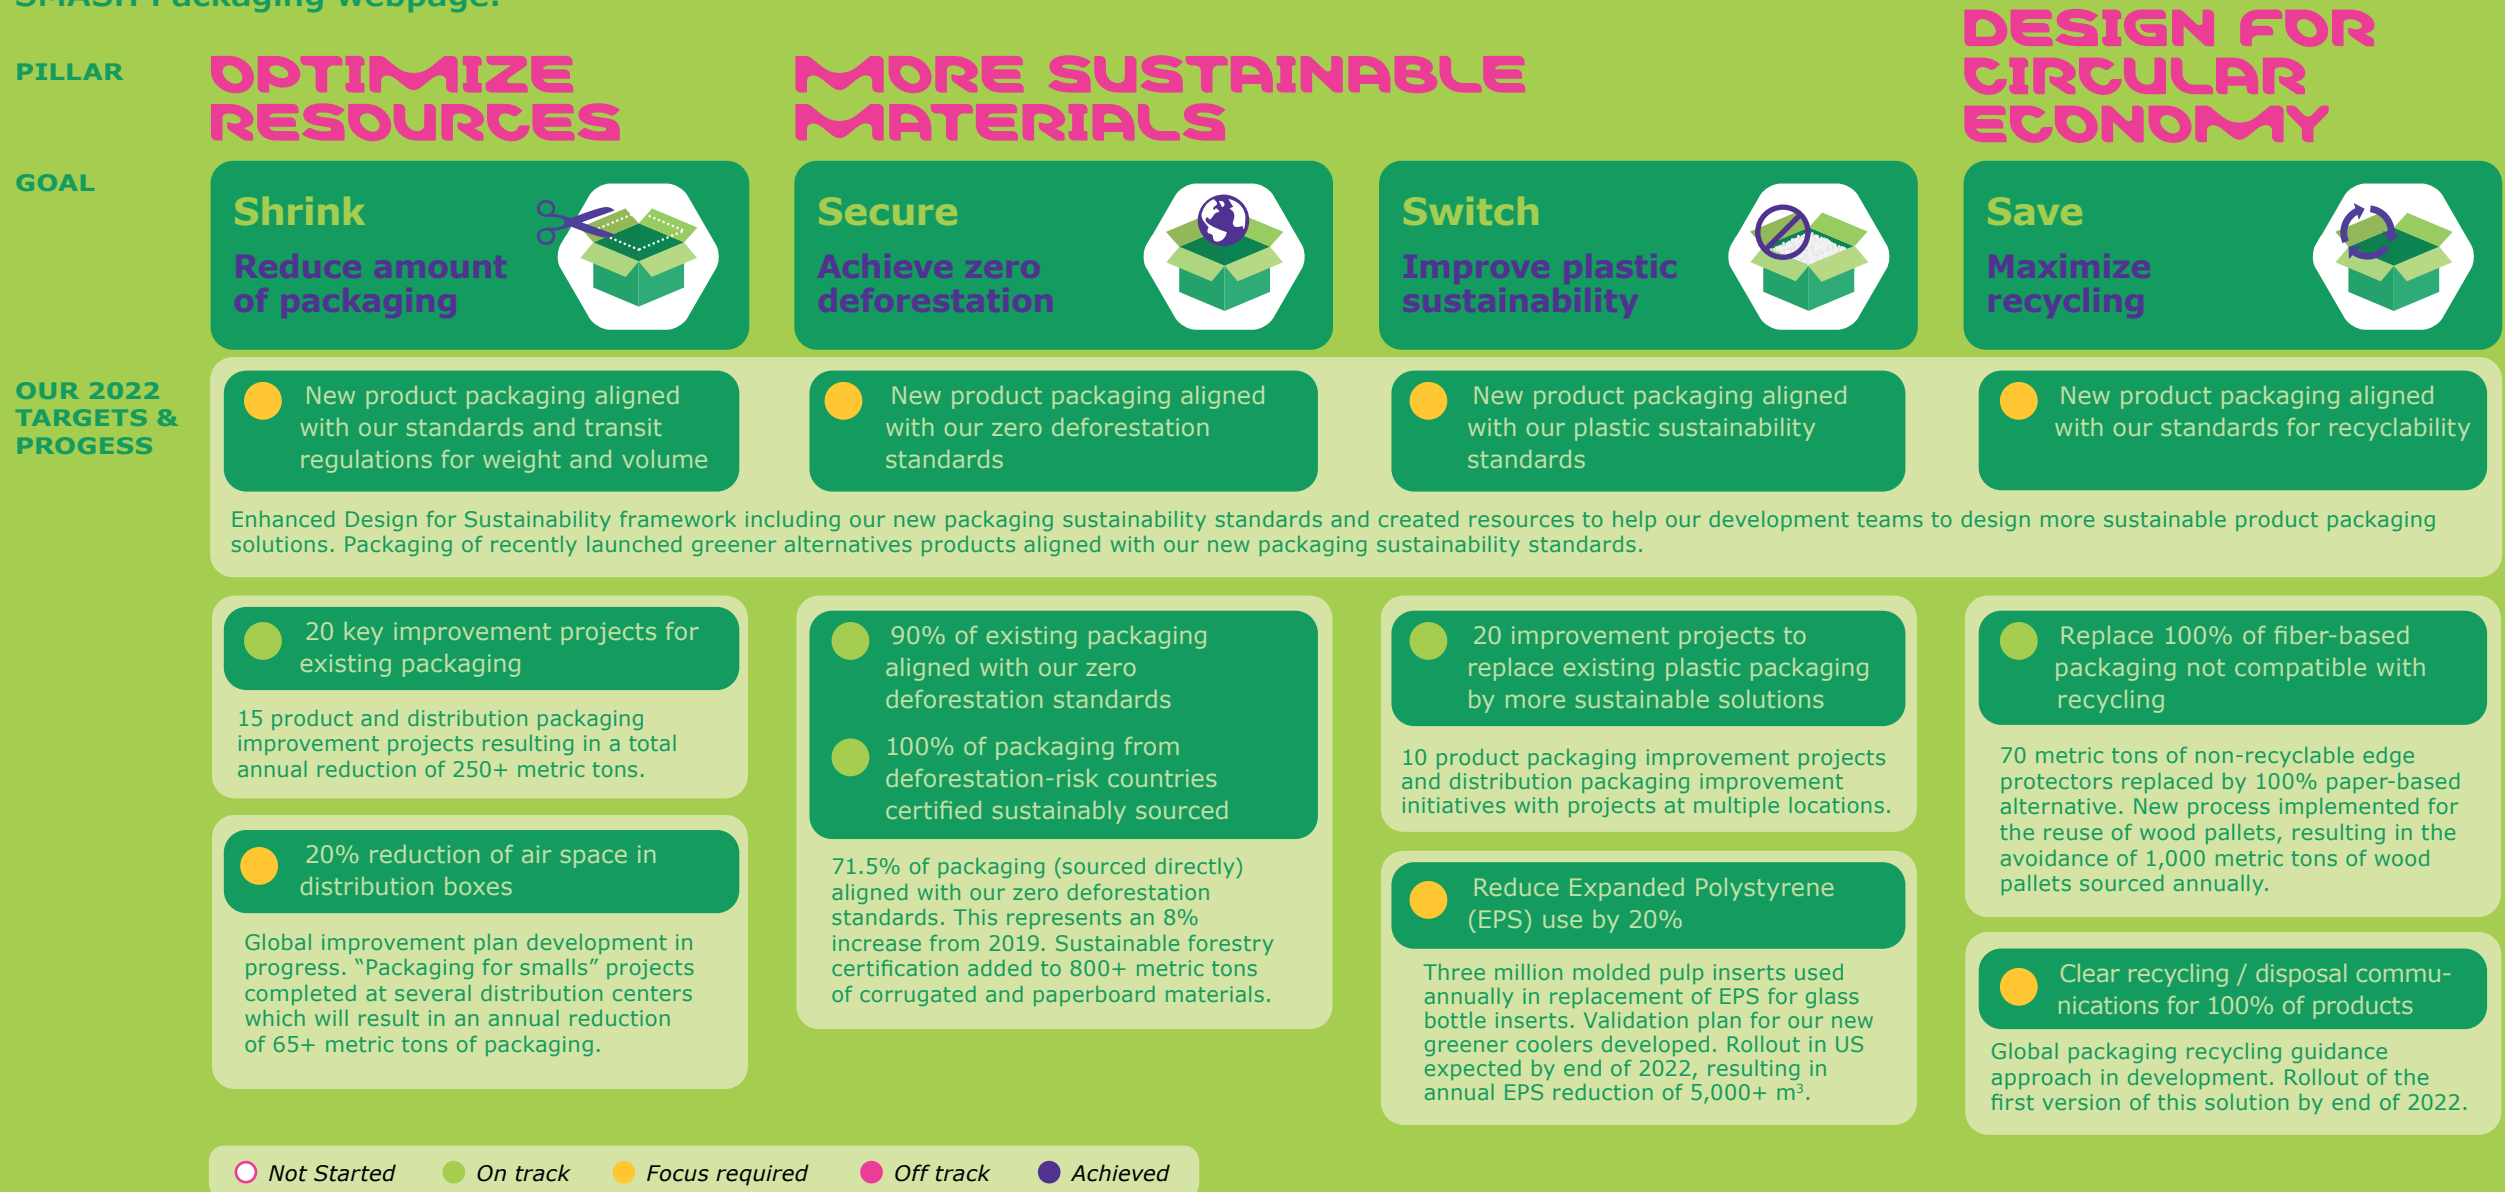 SMASH Packaging webpage.
PILLAR
OPTIMIZE
RESOURCES
MORE SUSTAINABLE
MATERIALS
DESIGN FOR
CIRCULAR
ECONOMY
GOAL
Shrink
Reduce amount
of packaging
Secure
Achieve zero
deforestation
Switch
Improve plastic
sustainability
Save
Maximize
recycling
OUR 2022
TARGETS &
PROGESS
New product packaging aligned
with our standards and transit
regulations for weight and volume
New product packaging aligned
with our zero deforestation
standards
New product packaging aligned
with our plastic sustainability
standards
New product packaging aligned
with our standards for recyclability
Enhanced Design for Sustainability framework including our new packaging sustainability standards and created resources to help our development teams to design more sustainable product packaging
solutions. Packaging of recently launched greener alternatives products aligned with our new packaging sustainability standards.
20 key improvement projects for
existing packaging
15 product and distribution packaging
improvement projects resulting in a total
annual reduction of 250+ metric tons.
20% reduction of air space in
distribution boxes
Global improvement plan development in
progress. “Packaging for smalls” projects
completed at several distribution centers
which will result in an annual reduction
of 65+ metric tons of packaging.
90% of existing packaging
aligned with our zero
deforestation standards
100% of packaging from
deforestation-risk countries
certified sustainably sourced
71.5% of packaging (sourced directly)
aligned with our zero deforestation
standards. This represents an 8%
increase from 2019. Sustainable forestry
certification added to 800+ metric tons
of corrugated and paperboard materials.
20 improvement projects to
replace existing plastic packaging
by more sustainable solutions
10 product packaging improvement projects
and distribution packaging improvement
initiatives with projects at multiple locations.
Reduce Expanded Polystyrene
(EPS) use by 20%
Three million molded pulp inserts used
annually in replacement of EPS for glass
bottle inserts. Validation plan for our new
greener coolers developed. Rollout in US
expected by end of 2022, resulting in
annual EPS reduction of 5,000+ m³.
Replace 100% of fiber-based
packaging not compatible with
recycling
70 metric tons of non-recyclable edge
protectors replaced by 100% paper-based
alternative. New process implemented for
the reuse of wood pallets, resulting in the
avoidance of 1,000 metric tons of wood
pallets sourced annually.
Clear recycling / disposal commu-
nications for 100% of products
Global packaging recycling guidance
approach in development. Rollout of the
first version of this solution by end of 2022.
Not Started
On track
Focus required
Off track
Achieved